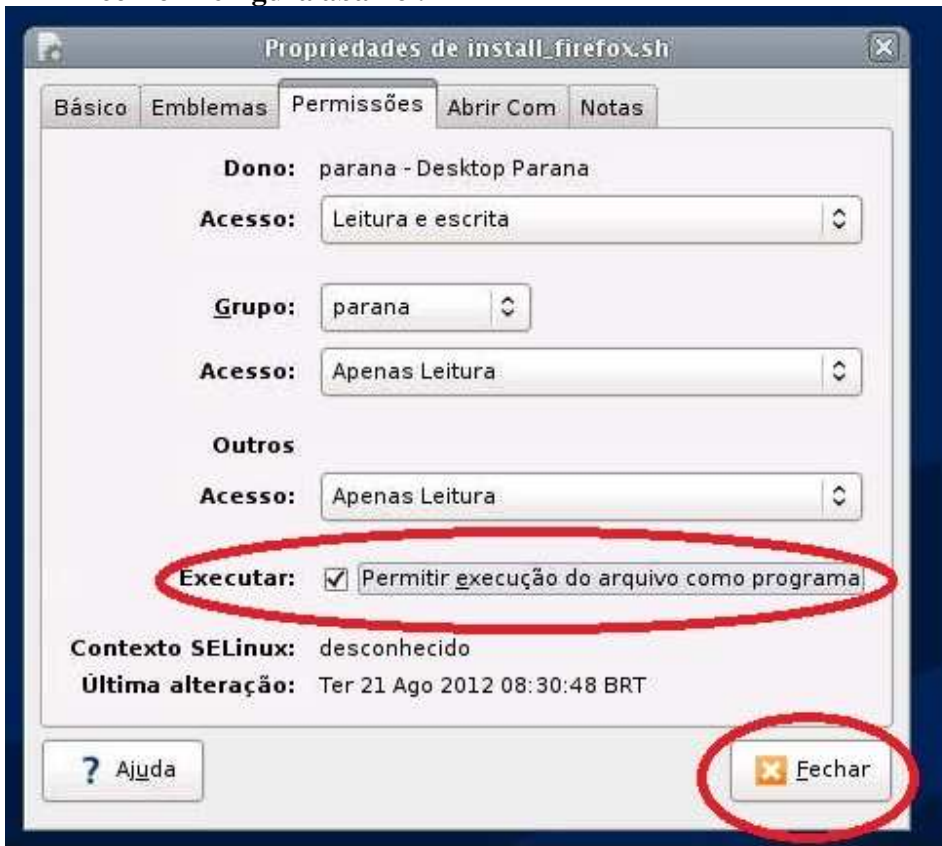 Propriedades de install_firefox.sh
Básico Emblemas Permissões Abrir Com Notas
Dono: parana - Desktop Parana
Acesso: Leitura e escrita
Grupo: parana
Acesso: Apenas Leitura
Outros
Acesso: Apenas Leitura
Executar: Permitir execução do arquivo como programa
Contexto SELinux: desconhecido
Última alteração: Ter 21 Ago 2012 08:30:48 BRT
? Ajuda Fechar